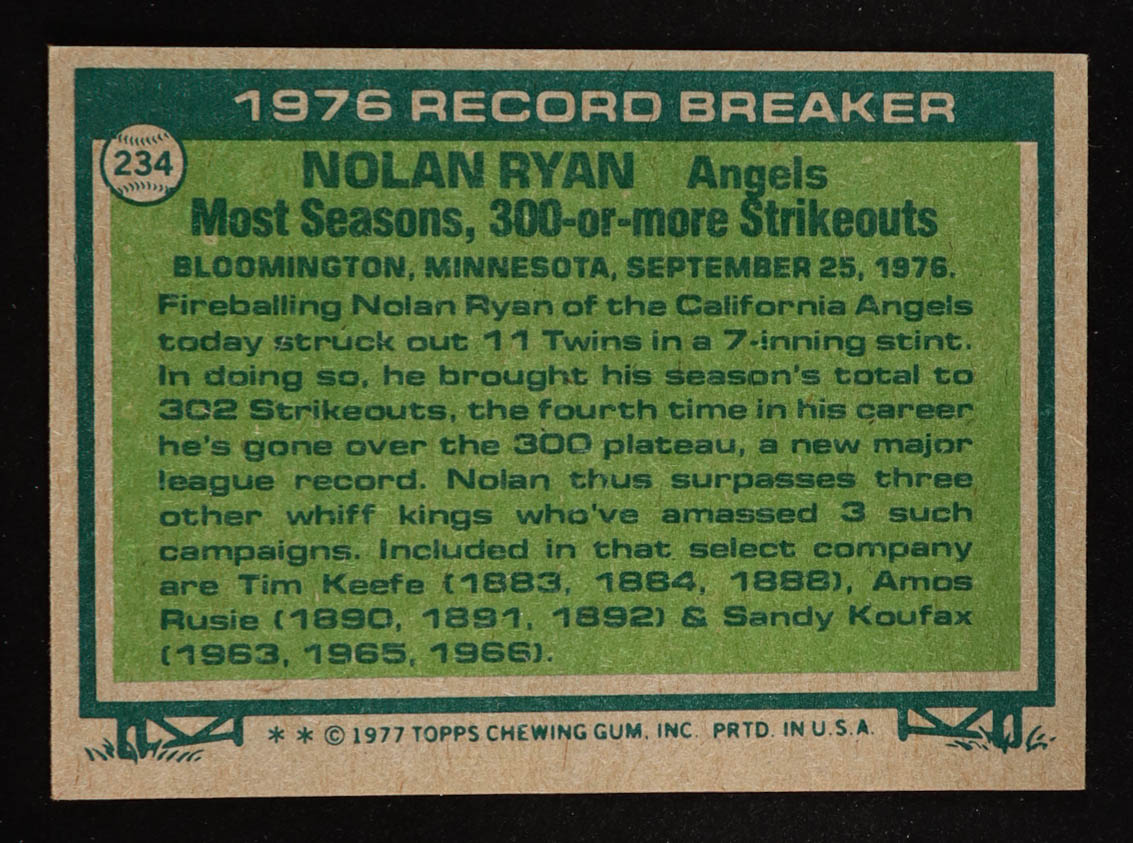 1976 RECORD BREAKER
234
NOLAN RYAN Angels
Most Seasons, 300-or-more Strikeouts
BLOOMINGTON, MINNESOTA, SEPTEMBER 25, 1976.
Fireballing Nolan Ryan of the California Angels
today struck out 11 Twins in a 7-inning stint.
In doing so, he brought his season's total to
302 Strikeouts, the fourth time in his career
he's gone over the 300 plateau, a new major
league record. Nolan thus surpasses three
other whiff kings who've amassed 3 such
campaigns. Included in that select company
are Tim Keefe (1883, 1884, 1888), Amos
Rusie (1890, 1891, 1892) & Sandy Koufax
(1963, 1965, 1966).
* * © 1977 TOPPS CHEWING GUM, INC. PRTD. IN U.S.A.